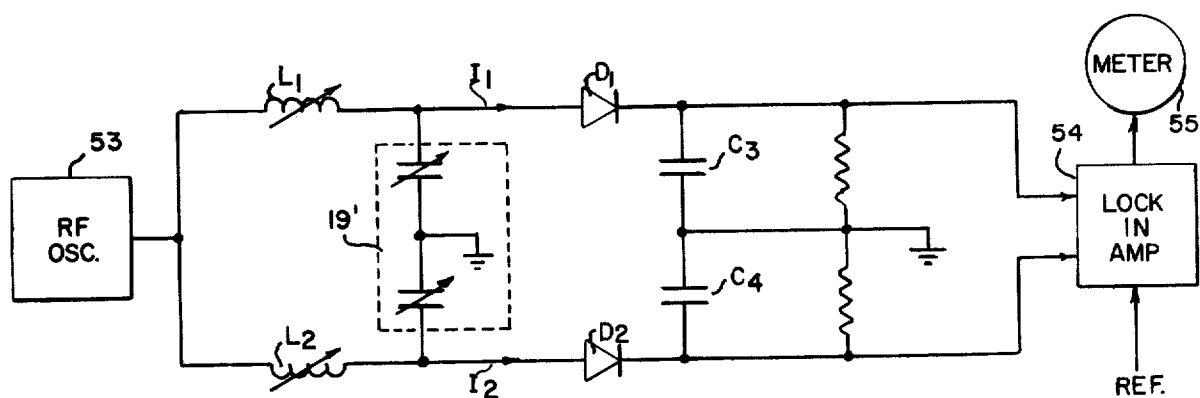 L1
I1
D1
METER
55
53
54
C3
RF
OSC.
19'
LOCK
IN
AMP
C4
L2
I2
D2
REF.